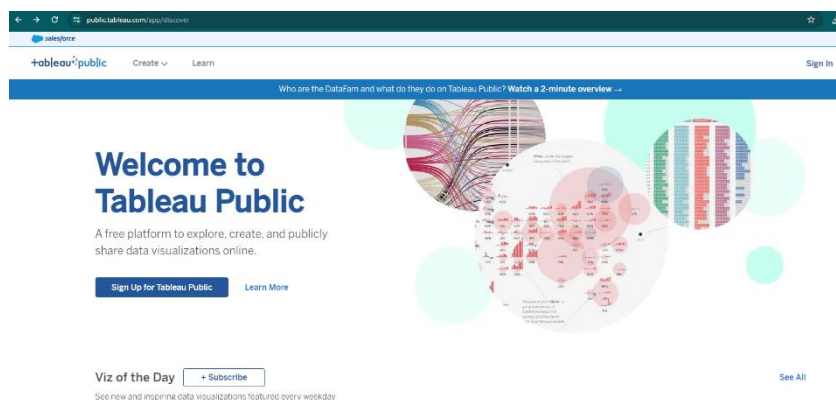 public.tableau.com/app/discover
salesforce
+ableau public Create Learn
Sign In
Who are the DataFam and what do they do on Tableau Public? Watch a 2-minute overview →
Welcome to
Tableau Public
A free platform to explore, create, and publicly
share data visualizations online.
Sign Up for Tableau Public Learn More
Viz of the Day + Subscribe
See All
See new and inspiring data visualizations featured every weekday